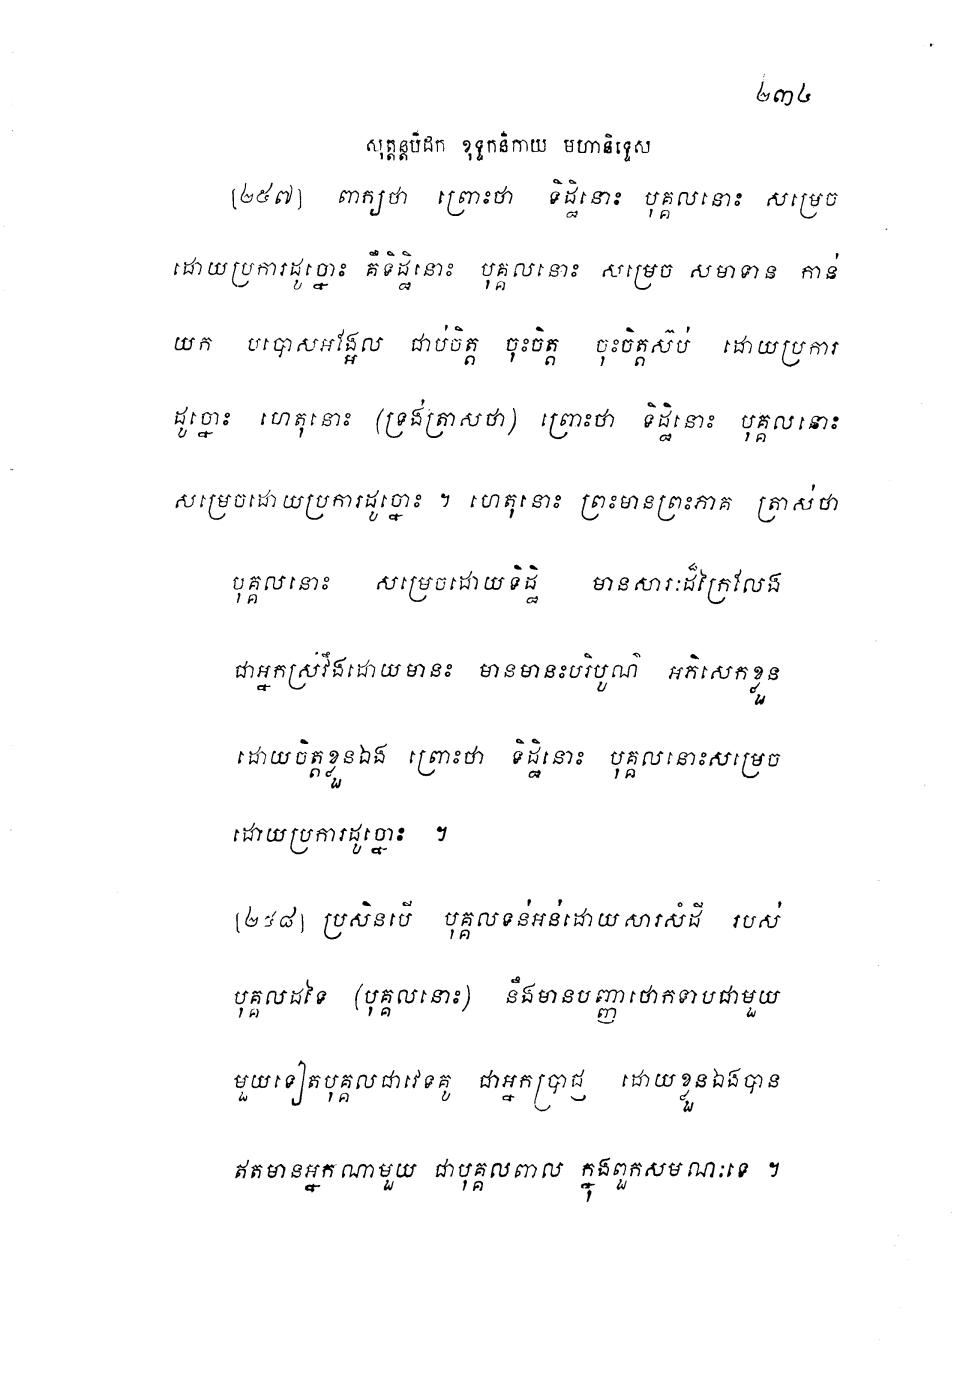 ២៣៤
សុត្តន្តបិដក ខុទ្ទកនិកាយ មហានិទ្ទេស
[២៥៧] ពាក្យថា ព្រោះថា ទិដ្ឋិនោះ បុគ្គលនោះ សម្រេច
ដោយប្រការដូច្នោះ គឺទិដ្ឋិនោះ បុគ្គលនោះ សម្រេច សមាទាន កាន់
យក បបោសអង្អែល ជាប់ចិត្ត ចុះចិត្ត ចុះចិត្តស៊ប់ ដោយប្រការ
ដូច្នោះ ហេតុនោះ (ទ្រង់ត្រាសថា) ព្រោះថា ទិដ្ឋិនោះ បុគ្គលនោះ
សម្រេចដោយប្រការដូច្នោះ ។ ហេតុនោះ ព្រះមានព្រះភាគ ត្រាស់ថា
បុគ្គលនោះ សម្រេចដោយទិដ្ឋិ មានសារៈដ៏ក្រៃលែង
ជាអ្នកស្រវឹងដោយមានះ មានមានះបរិបូណ៌ អភិសេកខ្លួន
ដោយចិត្តខ្លួនឯង ព្រោះថា ទិដ្ឋិនោះ បុគ្គលនោះសម្រេច
ដោយប្រការដូច្នោះ ។
[២៥៨] ប្រសិនបើ បុគ្គលទន់អន់ដោយសារសំដី របស់
បុគ្គលដទៃ (បុគ្គលនោះ) នឹងមានបញ្ញាថោកទាបជាមួយ
មួយទៀតបុគ្គលជាវេទគូ ជាអ្នកប្រាជ្ញ ដោយខ្លួនឯងបាន
ឥតមានអ្នកណាមួយ ជាបុគ្គលពាល ក្នុងពួកសមណៈទេ ។